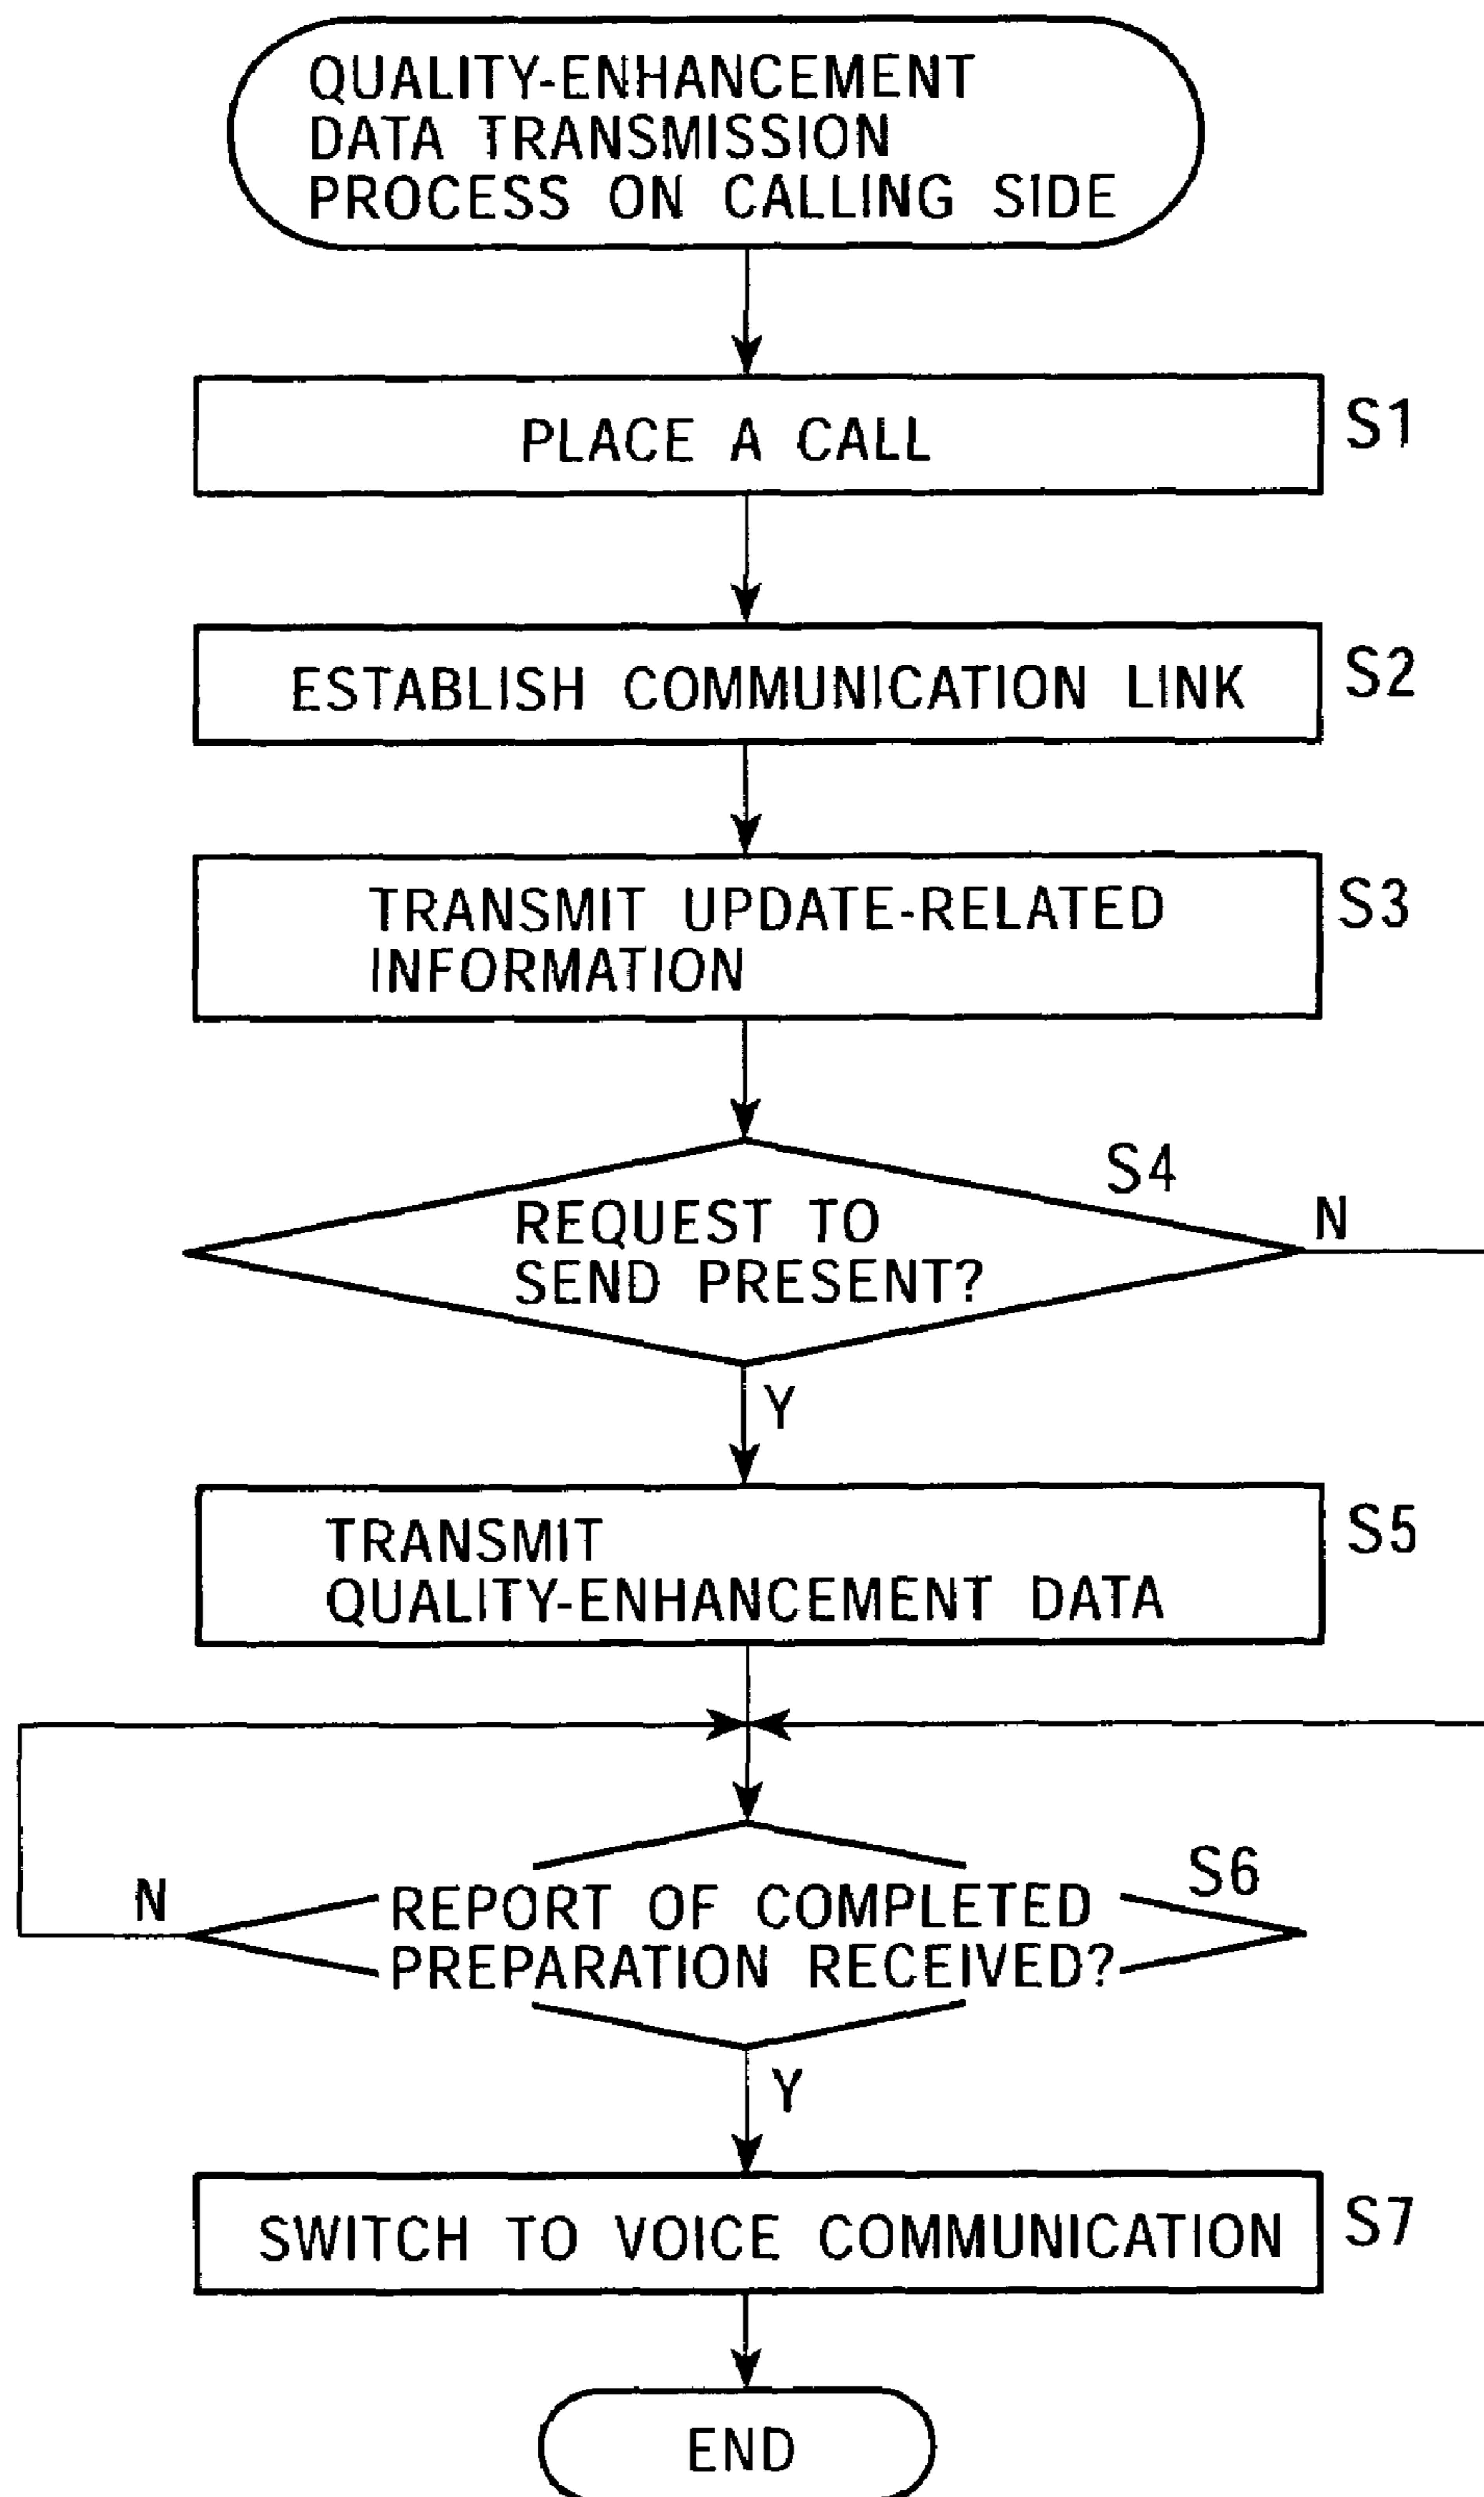 QUALITY-ENHANCEMENT
DATA TRANSMISSION
PROCESS ON CALLING SIDE
PLACE A CALL
S1
ESTABLISH COMMUNICATION LINK
S2
TRANSMIT UPDATE-RELATED
INFORMATION
S3
S4
REQUEST TO
SEND PRESENT?
N
Y
TRANSMIT
QUALITY-ENHANCEMENT DATA
S5
S6
N
REPORT OF COMPLETED
PREPARATION RECEIVED?
Y
SWITCH TO VOICE COMMUNICATION
S7
END